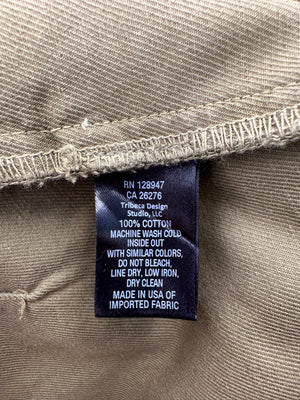 RN 128947
CA 26276
Tribeca Design
Studio, LLC
100% COTTON
MACHINE WASH COLD
INSIDE OUT
WITH SIMILAR COLORS,
DO NOT BLEACH,
LINE DRY, LOW IRON,
DRY CLEAN
MADE IN USA OF
IMPORTED FABRIC